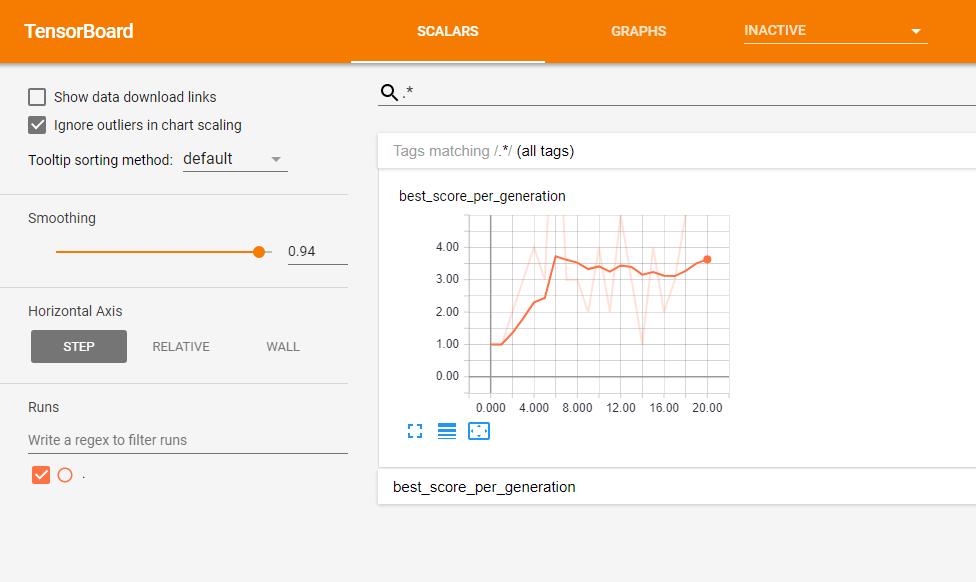 TensorBoard
SCALARS
GRAPHS
INACTIVE
Show data download links
Ignore outliers in chart scaling
Tooltip sorting method: default
Smoothing
0.94
Horizontal Axis
STEP
RELATIVE
WALL
Runs
Write a regex to filter runs
.
.*
Tags matching /.*/ (all tags)
best_score_per_generation
4.00
3.00
2.00
1.00
0.00
0.000 4.000 8.000 12.00 16.00 20.00
best_score_per_generation